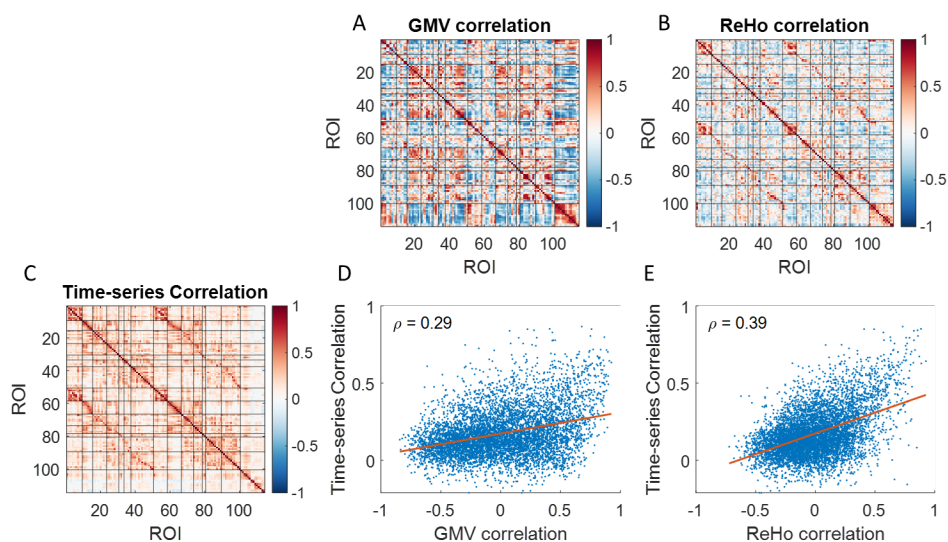 A
GMV correlation
ROI
20
40
60
80
100
20 40 60 80 100
ROI
1
0.5
0
-0.5
-1
B
ReHo correlation
ROI
20
40
60
80
100
20 40 60 80 100
ROI
1
0.5
0
-0.5
-1
C
Time-series Correlation
ROI
20
40
60
80
100
20 40 60 80 100
ROI
1
0.5
0
-0.5
-1
D
Time-series Correlation
1
0.5
0
ρ = 0.29
-1 -0.5 0 0.5 1
GMV correlation
E
Time-series Correlation
1
0.5
0
ρ = 0.39
-1 -0.5 0 0.5 1
ReHo correlation